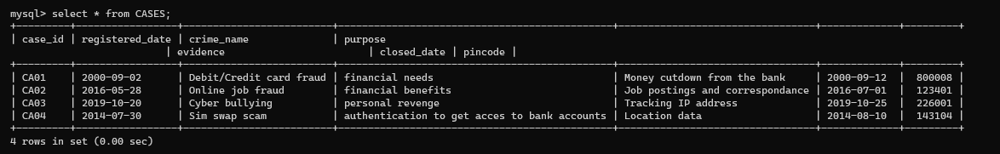 mysql> select * from CASES;
+---------+-----------------+-------------------------+----------------------------------------------+---------------------------------+-------------+---------+
| case_id | registered_date | crime_name              | purpose
                          | evidence                        | closed_date | pincode |
+---------+-----------------+-------------------------+----------------------------------------------+---------------------------------+-------------+---------+
| CA01    | 2000-09-02      | Debit/Credit card fraud | financial needs                              | Money cutdown from the bank     | 2000-09-12  |  800008 |
| CA02    | 2016-05-28      | Online job fraud        | financial benefits                           | Job postings and correspondance | 2016-07-01  |  123401 |
| CA03    | 2019-10-20      | Cyber bullying          | personal revenge                             | Tracking IP address             | 2019-10-25  |  226001 |
| CA04    | 2014-07-30      | Sim swap scam           | authentication to get acces to bank accounts | Location data                   | 2014-08-10  |  143104 |
+---------+-----------------+-------------------------+----------------------------------------------+---------------------------------+-------------+---------+
4 rows in set (0.00 sec)